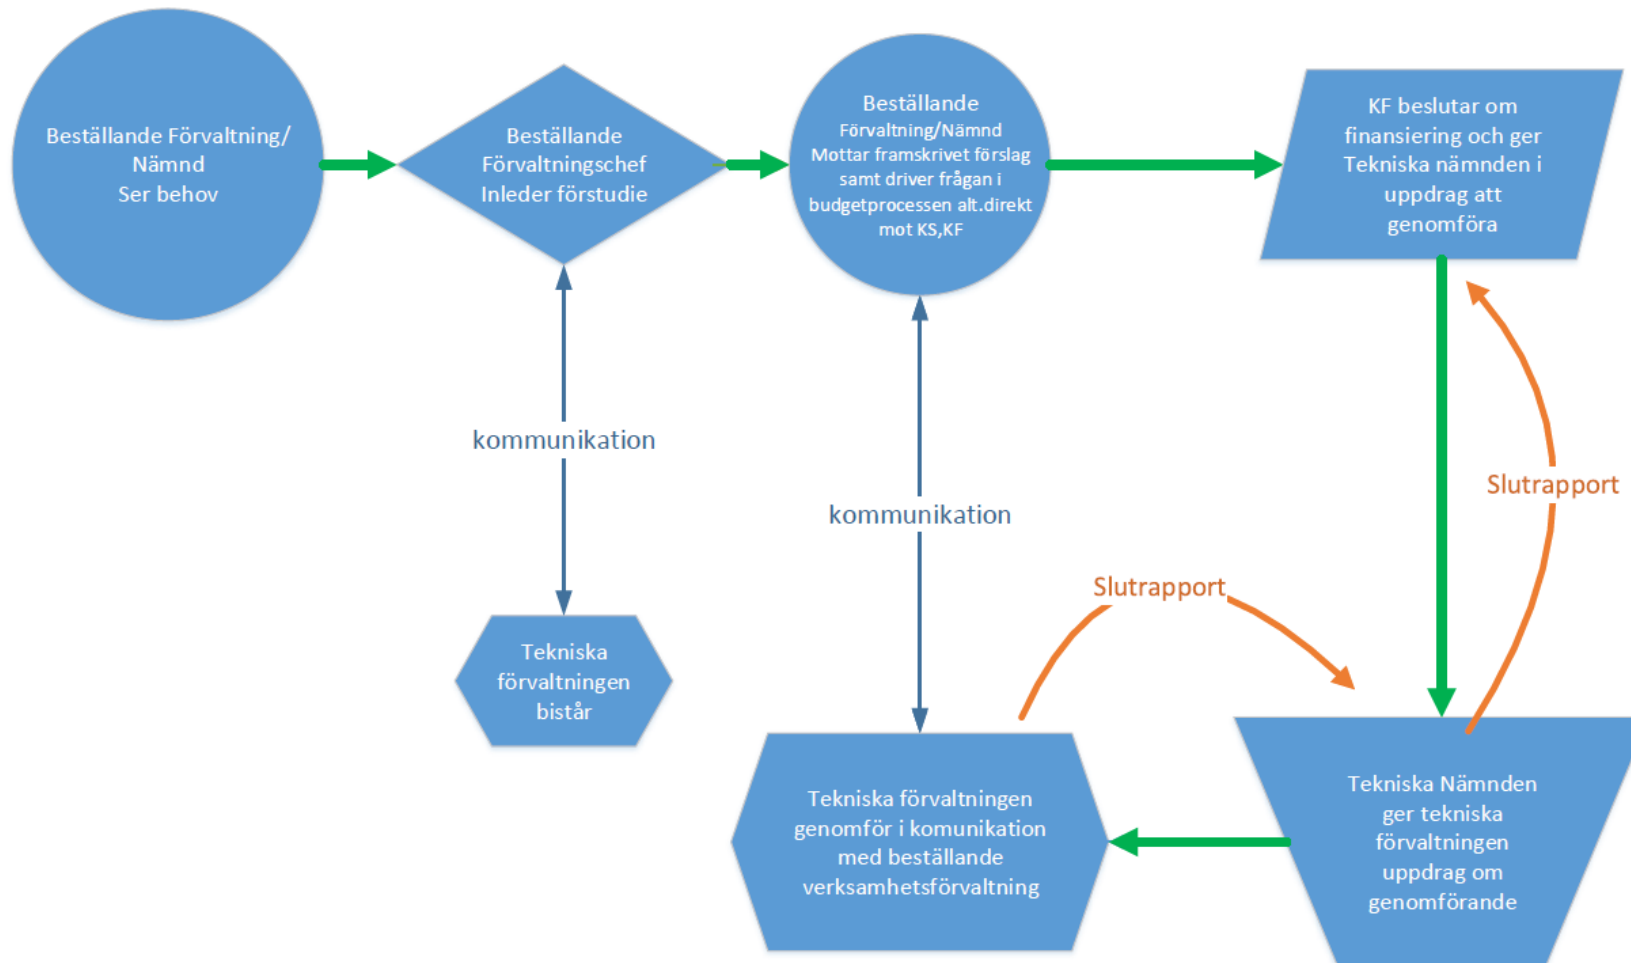 Beställande Förvaltning/
Nämnd
Ser behov
Beställande
Förvaltningschef
Inleder förstudie
Beställande
Förvaltning/Nämnd
Mottar framskrivet förslag
samt driver frågan i
budgetprocessen alt.direkt
mot KS,KF
KF beslutar om
finansiering och ger
Tekniska nämnden i
uppdrag att
genomföra
kommunikation
kommunikation
Slutrapport
Slutrapport
Tekniska
förvaltningen
bistår
Tekniska förvaltningen
genomför i komunikation
med beställande
verksamhetsförvaltning
Tekniska Nämnden
ger tekniska
förvaltningen
uppdrag om
genomförande